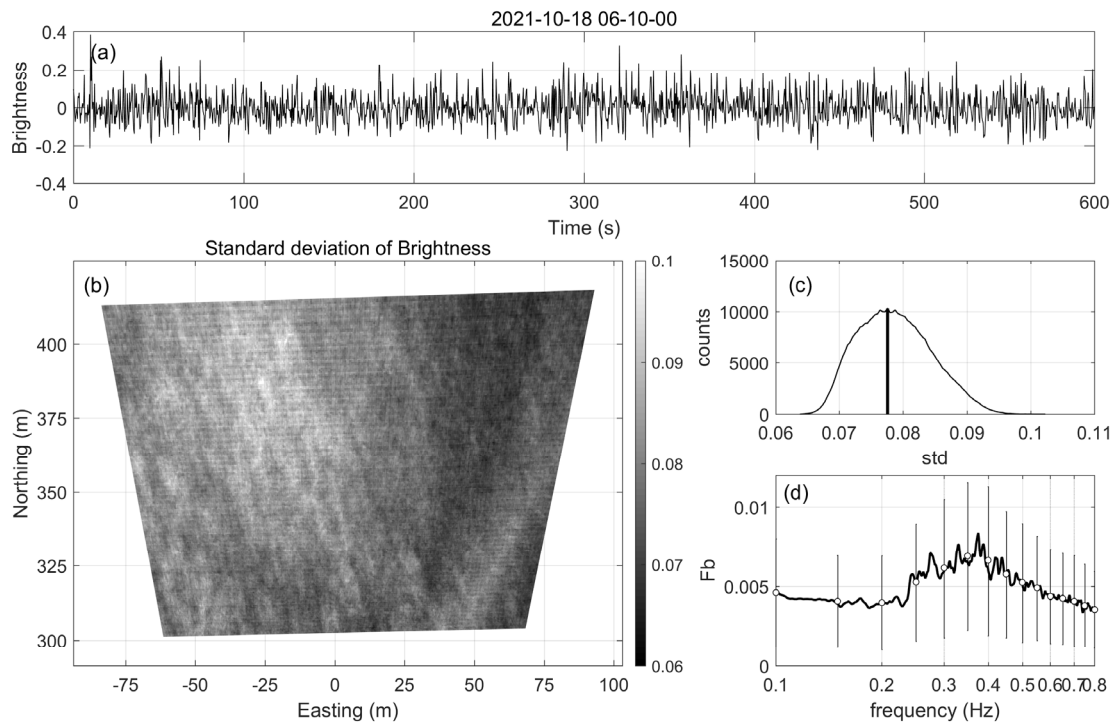 2021-10-18 06-10-00
(a)
Brightness
0.4
0.2
0
-0.2
-0.4
0 100 200 300 400 500 600
Time (s)
Standard deviation of Brightness
(b)
Northing (m)
400
375
350
325
300
-75 -50 -25 0 25 50 75 100
Easting (m)
0.1
0.09
0.08
0.07
0.06
(c)
counts
15000
10000
5000
0
0.06 0.07 0.08 0.09 0.1 0.11
std
(d)
Fb
0.01
0.005
0
0.1 0.2 0.3 0.4 0.5 0.6 0.7 0.8
frequency (Hz)